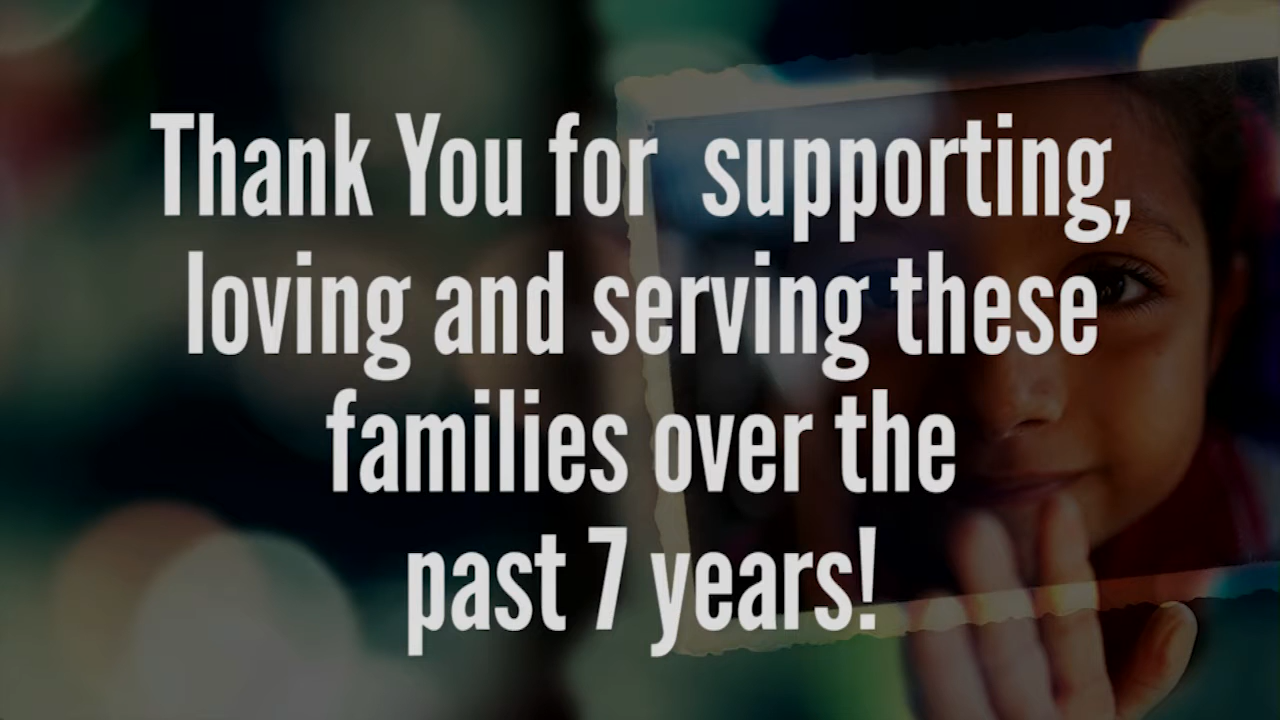 Thank You for  supporting,
loving and serving these
families over the
past 7 years!